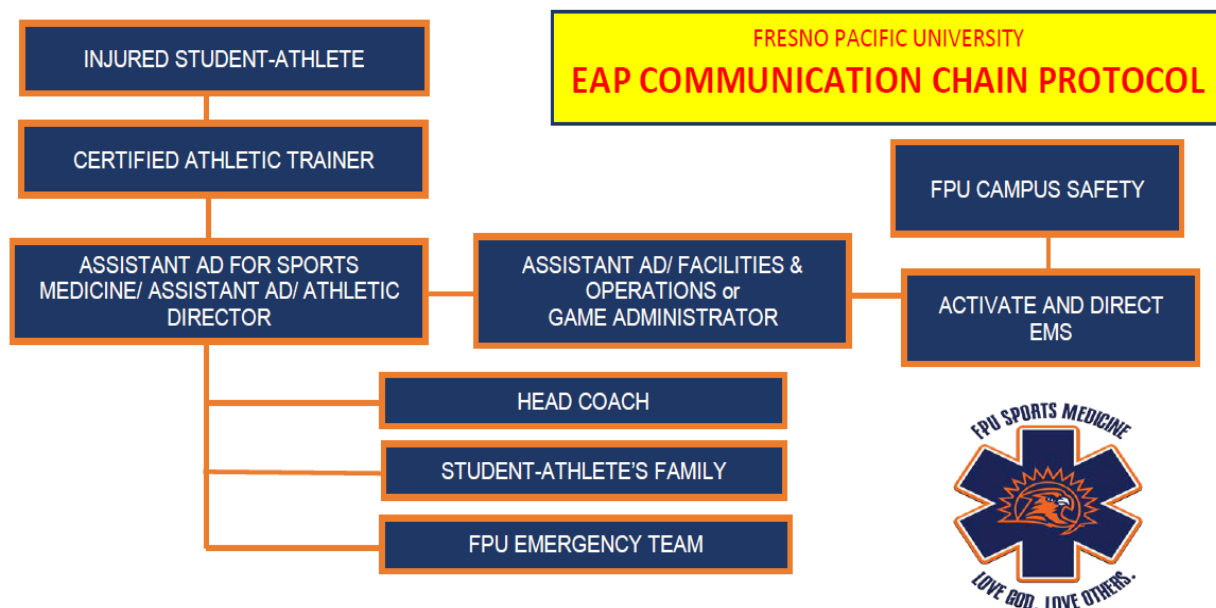 FRESNO PACIFIC UNIVERSITY
EAP COMMUNICATION CHAIN PROTOCOL
INJURED STUDENT-ATHLETE
CERTIFIED ATHLETIC TRAINER
FPU CAMPUS SAFETY
ASSISTANT AD FOR SPORTS
MEDICINE/ ASSISTANT AD/ ATHLETIC
DIRECTOR
ASSISTANT AD/ FACILITIES &
OPERATIONS or
GAME ADMINISTRATOR
ACTIVATE AND DIRECT
EMS
HEAD COACH
STUDENT-ATHLETE'S FAMILY
FPU EMERGENCY TEAM
FPU SPORTS MEDICINE
LOVE GOD. LOVE OTHERS.